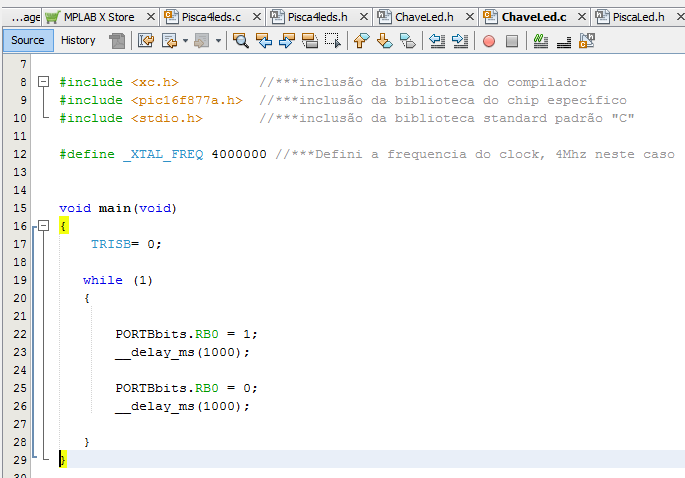 ...age MPLAB X Store Pisca4leds.c Pisca4leds.h ChaveLed.h ChaveLed.c PiscaLed.h
Source History
7
8 #include <xc.h> //***inclusão da biblioteca do compilador
9 #include <pic16f877a.h> //***inclusão da biblioteca do chip específico
10 #include <stdio.h> //***inclusão da biblioteca standard padrão "C"
11
12 #define _XTAL_FREQ 4000000 //***Defini a frequencia do clock, 4Mhz neste caso
13
14
15 void main(void)
16 {
17 TRISB= 0;
18
19 while (1)
20 {
21
22 PORTBbits.RB0 = 1;
23 __delay_ms(1000);
24
25 PORTBbits.RB0 = 0;
26 __delay_ms(1000);
27
28 }
29 }
30